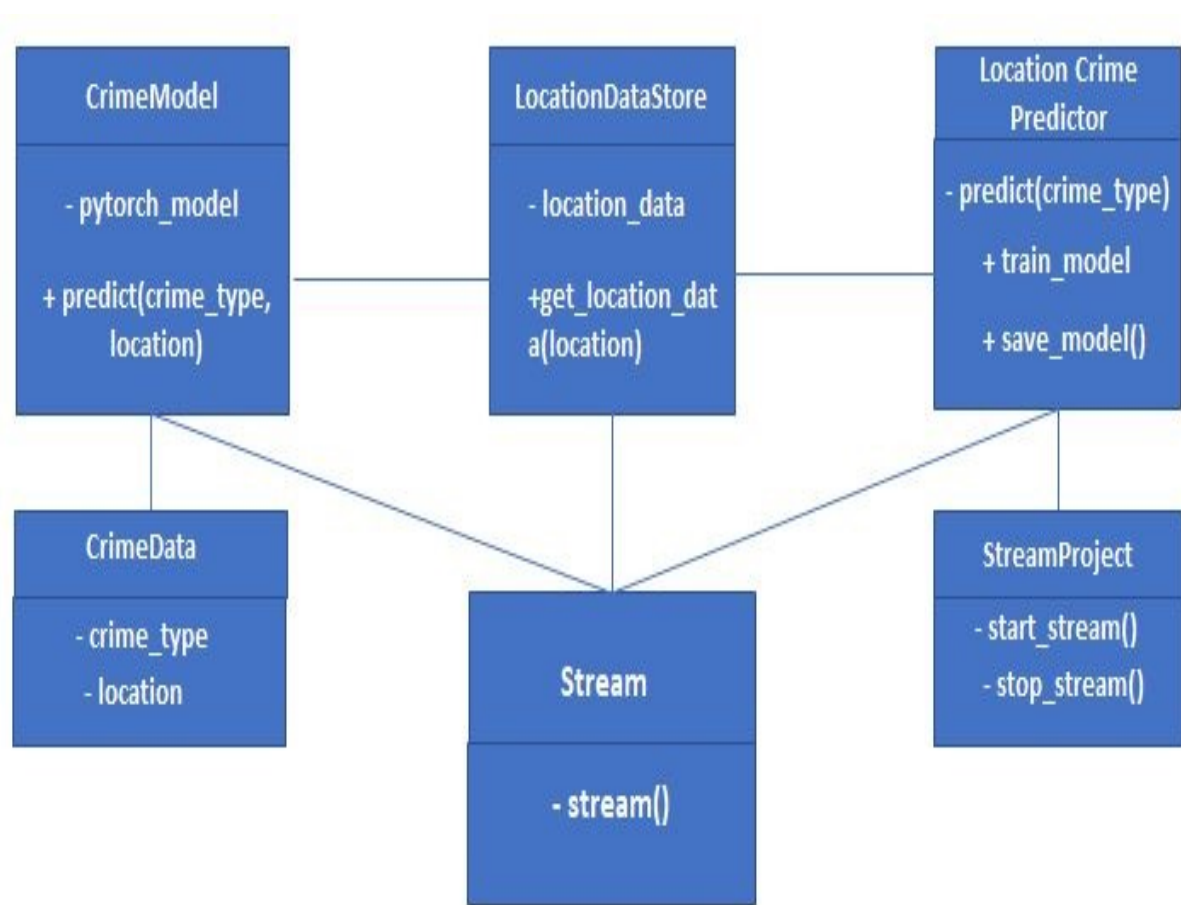 CrimeModel
- pytorch_model
+ predict(crime_type,
location)
LocationDataStore
- location_data
+get_location_dat
a(location)
Location Crime
Predictor
- predict(crime_type)
+ train_model
+ save_model()
CrimeData
- crime_type
- location
Stream
- stream()
StreamProject
- start_stream()
- stop_stream()